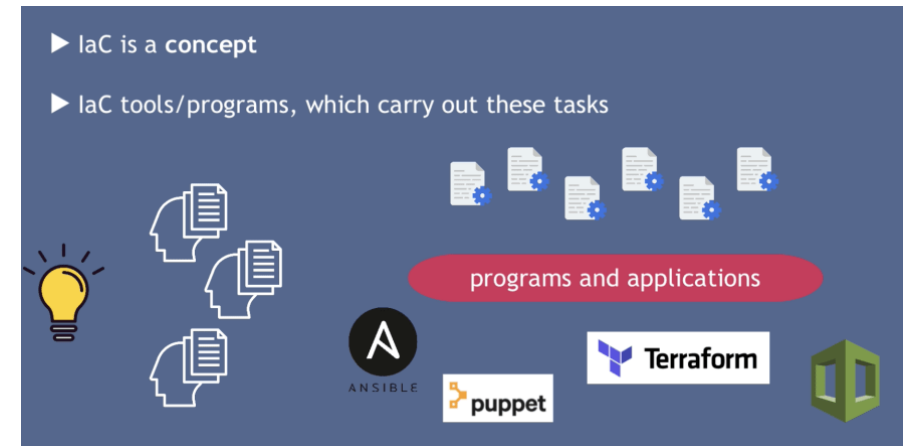 IaC is a concept
IaC tools/programs, which carry out these tasks
programs and applications
ANSIBLE
puppet
Terraform